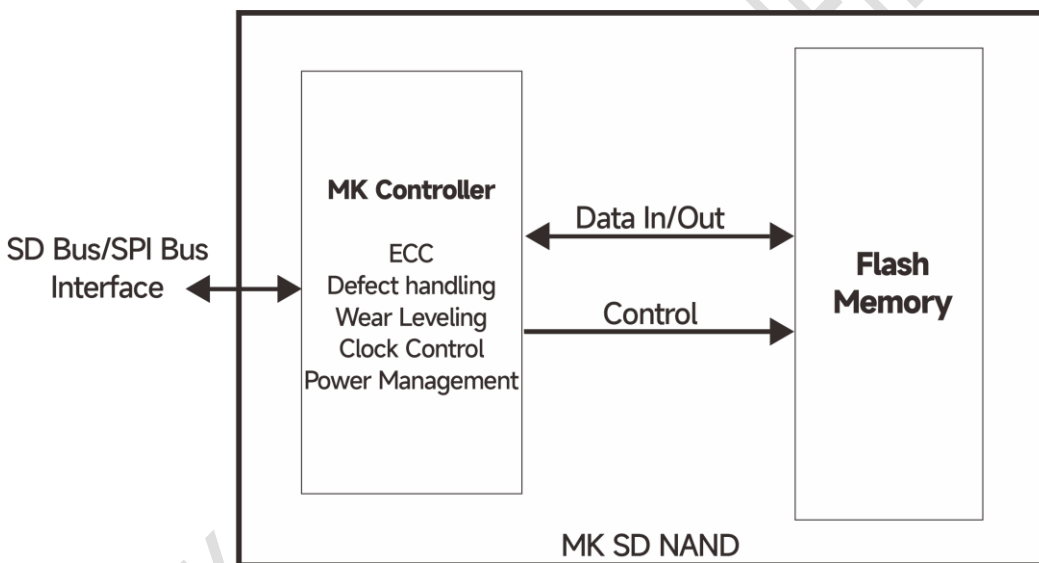 SD Bus/SPI Bus
Interface
MK Controller
ECC
Defect handling
Wear Leveling
Clock Control
Power Management
Data In/Out
Control
Flash
Memory
MK SD NAND